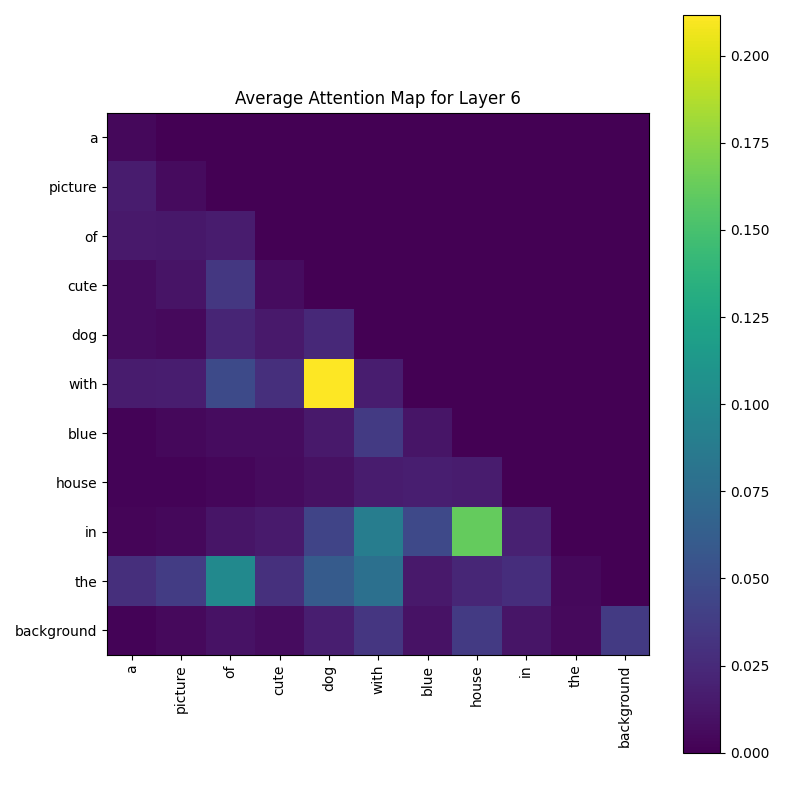 Average Attention Map for Layer 6
a
picture
of
cute
dog
with
blue
house
in
the
background
a
picture
of
cute
dog
with
blue
house
in
the
background
0.200
0.175
0.150
0.125
0.100
0.075
0.050
0.025
0.000